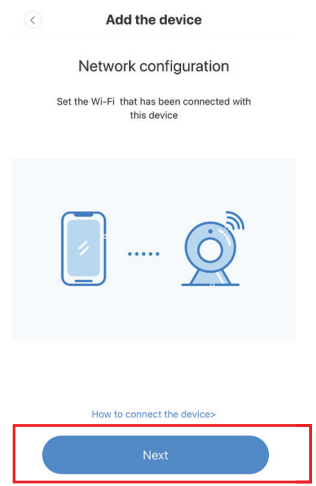 Add the device
Network configuration
Set the Wi-Fi that has been connected with
this device
How to connect the device>
Next